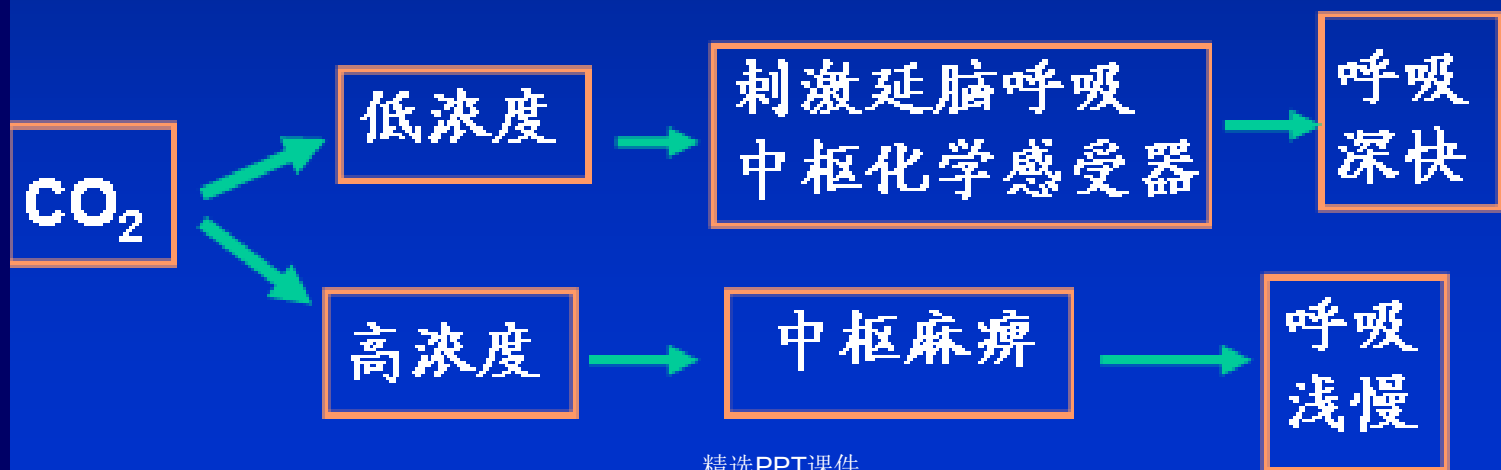 CO₂
低浓度
刺激延脑呼吸
中枢化学感受器
呼吸
深快
高浓度
中枢麻痹
呼吸
浅慢
精选PPT课件